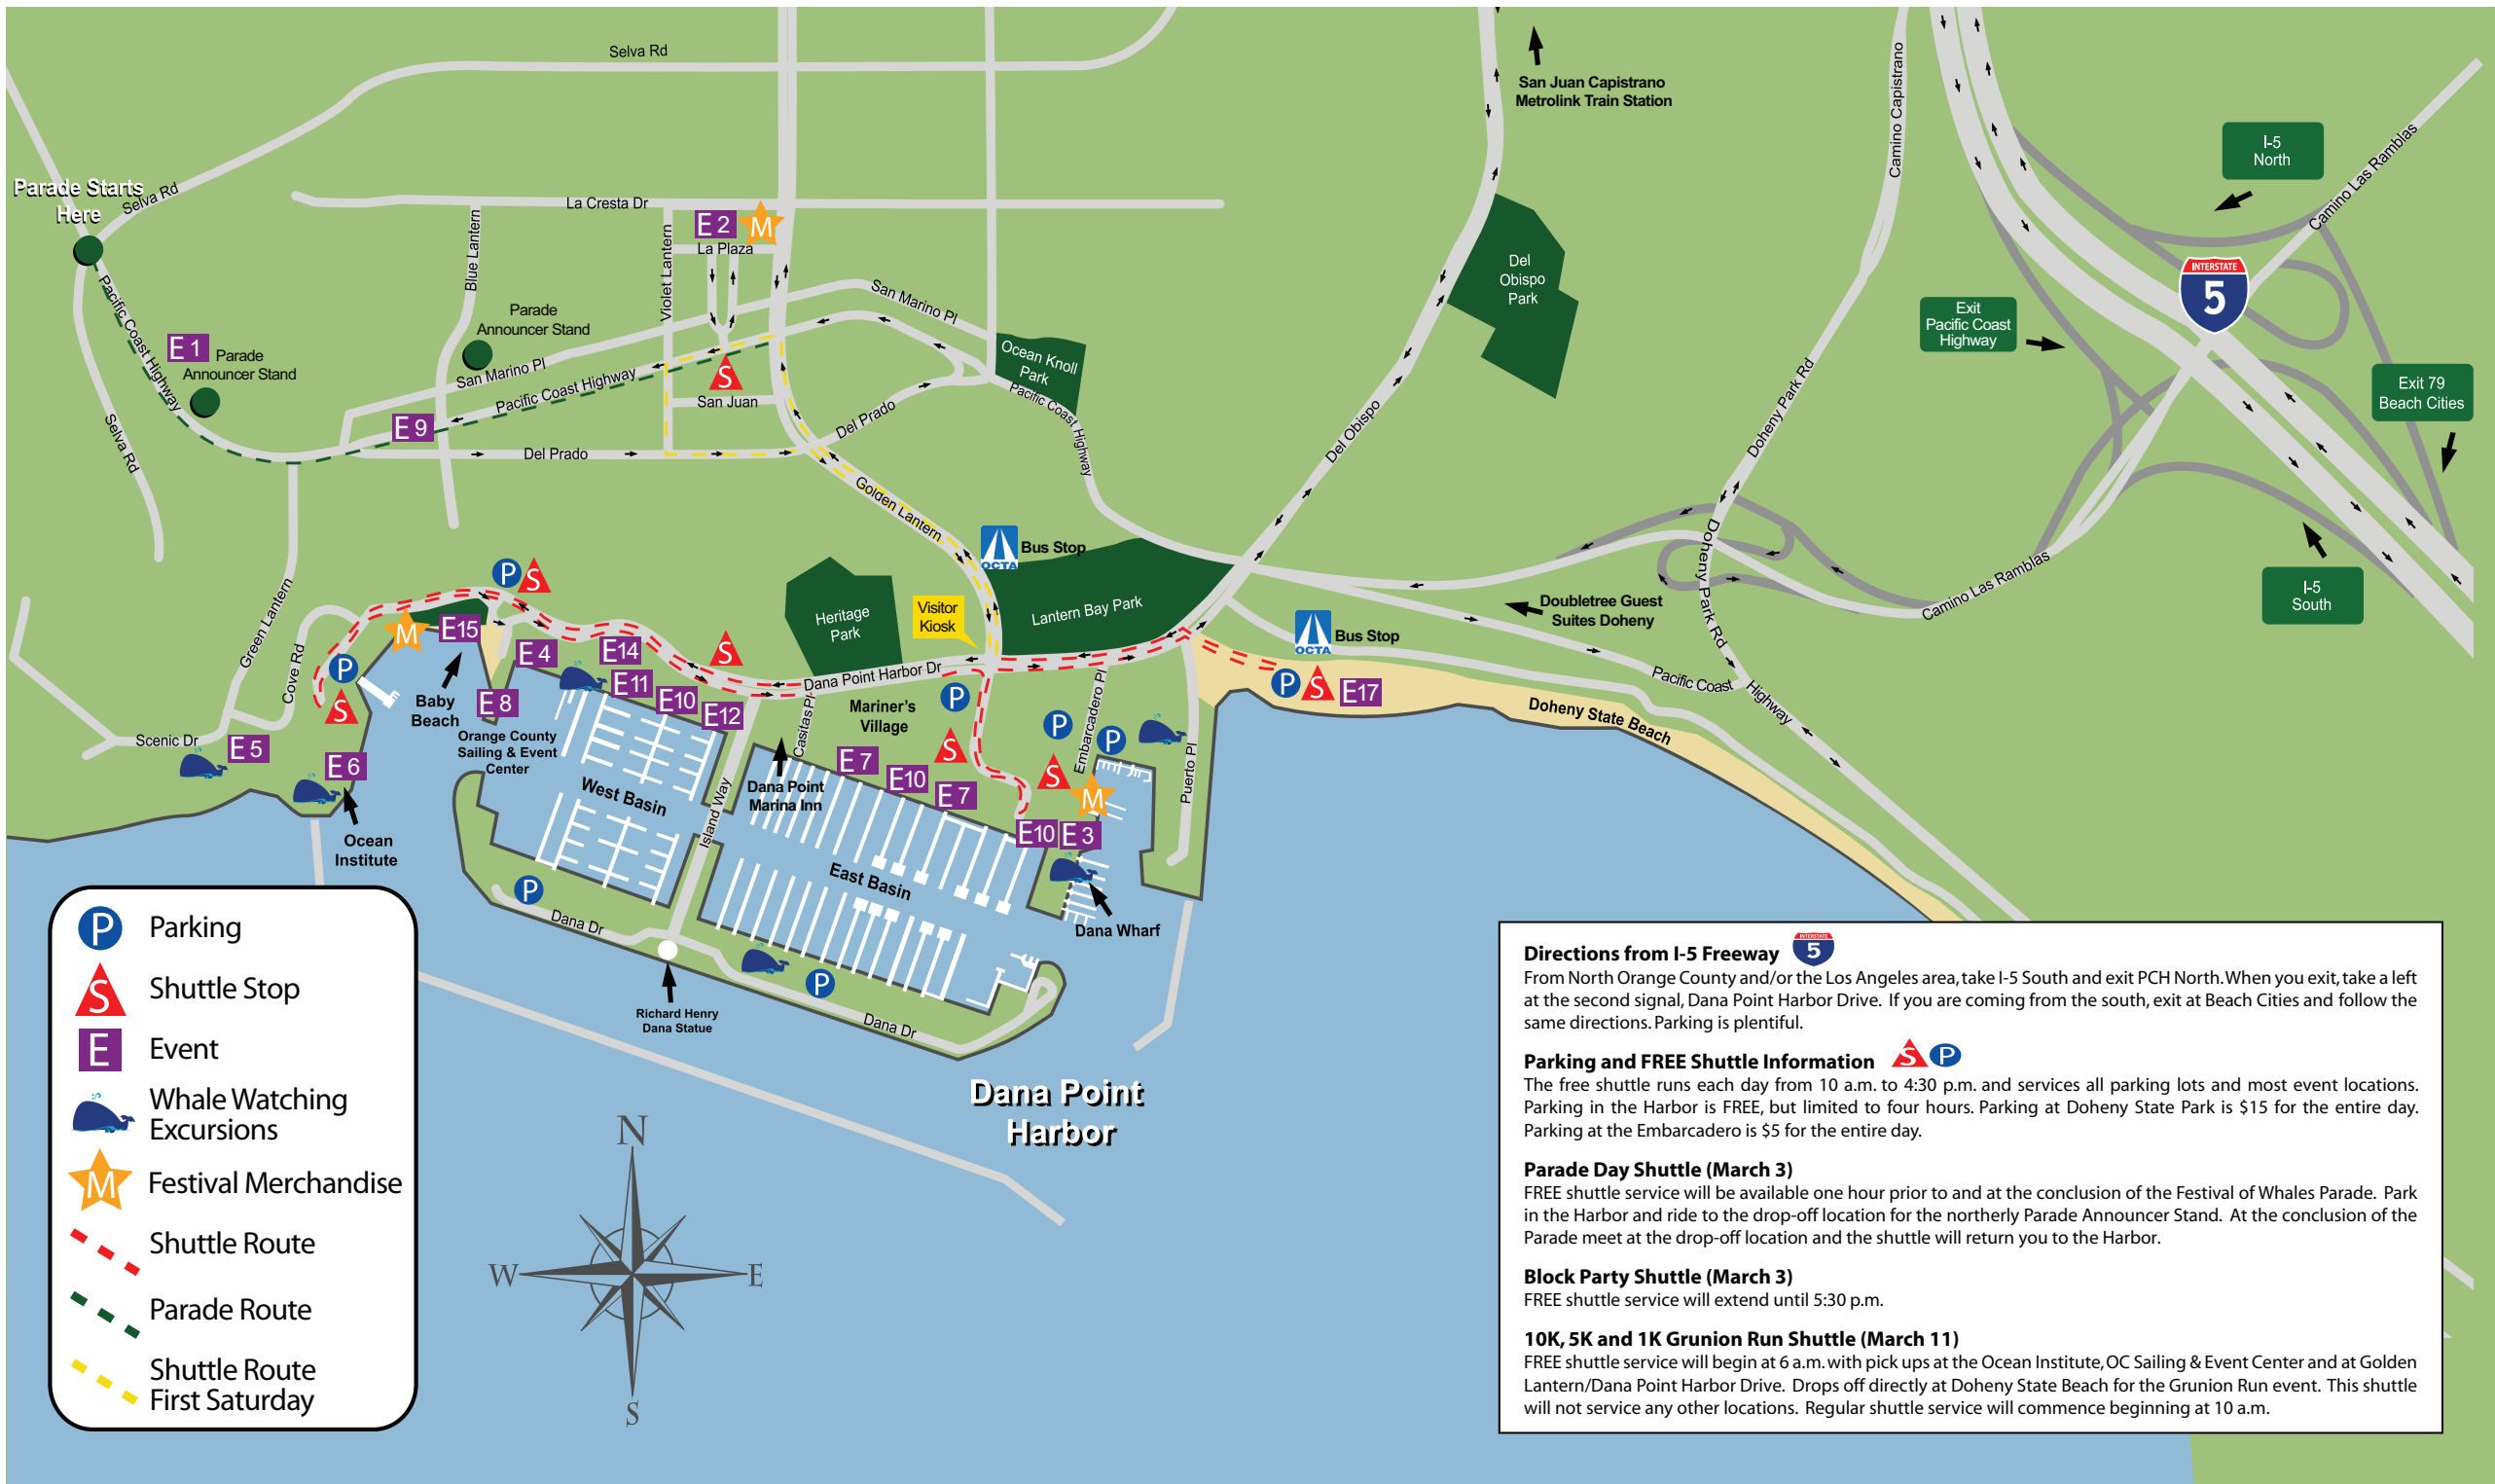 Selva Rd
San Juan Capistrano
Metrolink Train Station
Camino Capistrano
I-5
North
Camino Las Ramblas
Parade Starts
Here
Selva Rd
La Cresta Dr
E 2
M
La Plaza
Blue Lantern
Violet Lantern
San Marino Pl
Del
Obispo
Park
INTERSTATE
5
Exit
Pacific Coast
Highway
Pacific Coast Highway
Parade
Announcer Stand
E 1
Parade
Announcer Stand
San Marino Pl
Pacific Coast Highway
S
San Juan
Ocean Knoll
Park
Pacific Coast Highway
Exit 79
Beach Cities
Selva Rd
E 9
Del Prado
Del Prado
Del Obispo
Doheny Park Rd
Golden Lantern
OCTA
Bus Stop
Doheny Park Rd
Camino Las Ramblas
I-5
South
Green Lantern
Cove Rd
P
S
M
E15
E 4
E14
S
Heritage
Park
Visitor
Kiosk
Lantern Bay Park
Doubletree Guest
Suites Doheny
OCTA
Bus Stop
P
S
Baby
Beach
E 8
E11
E10
E12
Dana Point Harbor Dr
Casitas Pl
Mariner's
Village
P
Embarcadero Pl
P
S
E17
Pacific Coast
Highway
Doheny State Beach
Scenic Dr
E 5
E 6
Orange County
Sailing & Event
Center
West Basin
Island Way
Dana Point
Marina Inn
E 7
E10
E 7
S
P
P
S
M
Puerto Pl
Ocean
Institute
East Basin
E10
E 3
Dana Wharf
P
Dana Dr
P
Dana Dr
Richard Henry
Dana Statue
Dana Point
Harbor
P
Parking
S
Shuttle Stop
E
Event
Whale Watching
Excursions
M
Festival Merchandise
Shuttle Route
Parade Route
Shuttle Route
First Saturday
N
W
E
S
Directions from I-5 Freeway
INTERSTATE
5
From North Orange County and/or the Los Angeles area, take I-5 South and exit PCH North. When you exit, take a left
at the second signal, Dana Point Harbor Drive. If you are coming from the south, exit at Beach Cities and follow the
same directions. Parking is plentiful.
Parking and FREE Shuttle Information
S
P
The free shuttle runs each day from 10 a.m. to 4:30 p.m. and services all parking lots and most event locations.
Parking in the Harbor is FREE, but limited to four hours. Parking at Doheny State Park is $15 for the entire day.
Parking at the Embarcadero is $5 for the entire day.
Parade Day Shuttle (March 3)
FREE shuttle service will be available one hour prior to and at the conclusion of the Festival of Whales Parade. Park
in the Harbor and ride to the drop-off location for the northerly Parade Announcer Stand. At the conclusion of the
Parade meet at the drop-off location and the shuttle will return you to the Harbor.
Block Party Shuttle (March 3)
FREE shuttle service will extend until 5:30 p.m.
10K, 5K and 1K Grunion Run Shuttle (March 11)
FREE shuttle service will begin at 6 a.m. with pick ups at the Ocean Institute, OC Sailing & Event Center and at Golden
Lantern/Dana Point Harbor Drive. Drops off directly at Doheny State Beach for the Grunion Run event. This shuttle
will not service any other locations. Regular shuttle service will commence beginning at 10 a.m.